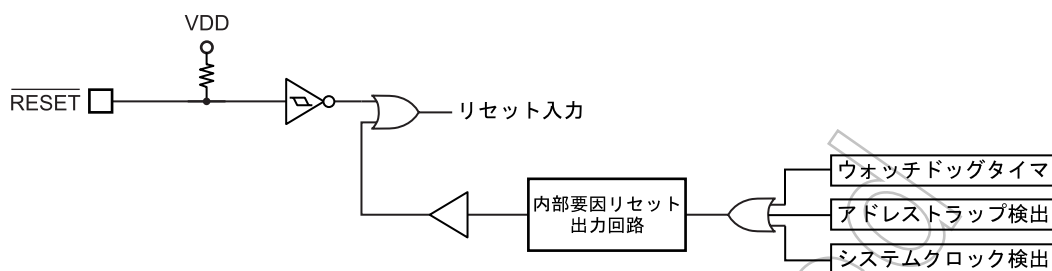 VDD
RESET
リセット入力
ウォッチドッグタイマ
内部要因リセット
出力回路
アドレストラップ検出
システムクロック検出